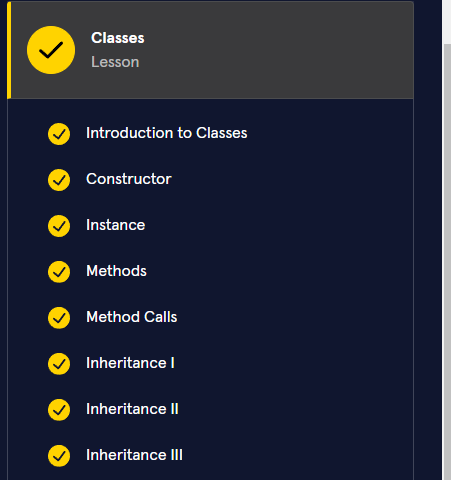 Classes
Lesson
Introduction to Classes
Constructor
Instance
Methods
Method Calls
Inheritance I
Inheritance II
Inheritance III